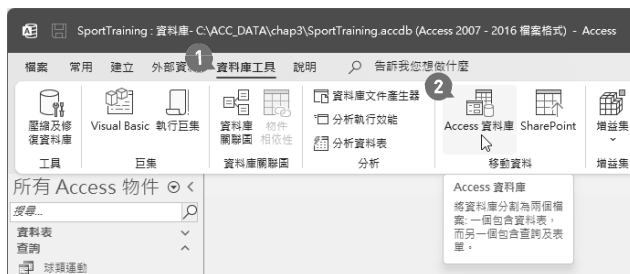 SportTraining : 資料庫- C:\ACC_DATA\chap3\SportTraining.accdb (Access 2007 - 2016 檔案格式) - Access
檔案 常用 建立 外部資料 1 資料庫工具 說明 告訴我您想做什麼
壓縮及修復資料庫
工具
Visual Basic 執行巨集
巨集
資料庫關聯圖 物件相依性
資料庫關聯圖
資料庫文件產生器
分析執行效能
分析資料表
分析
2
Access 資料庫 SharePoint
移動資料
增益集
增益集
所有 Access 物件
搜尋...
資料表
查詢
球類運動
Access 資料庫
將資料庫分割為兩個檔
案: 一個包含資料表，
而另一個包含查詢及表
單。